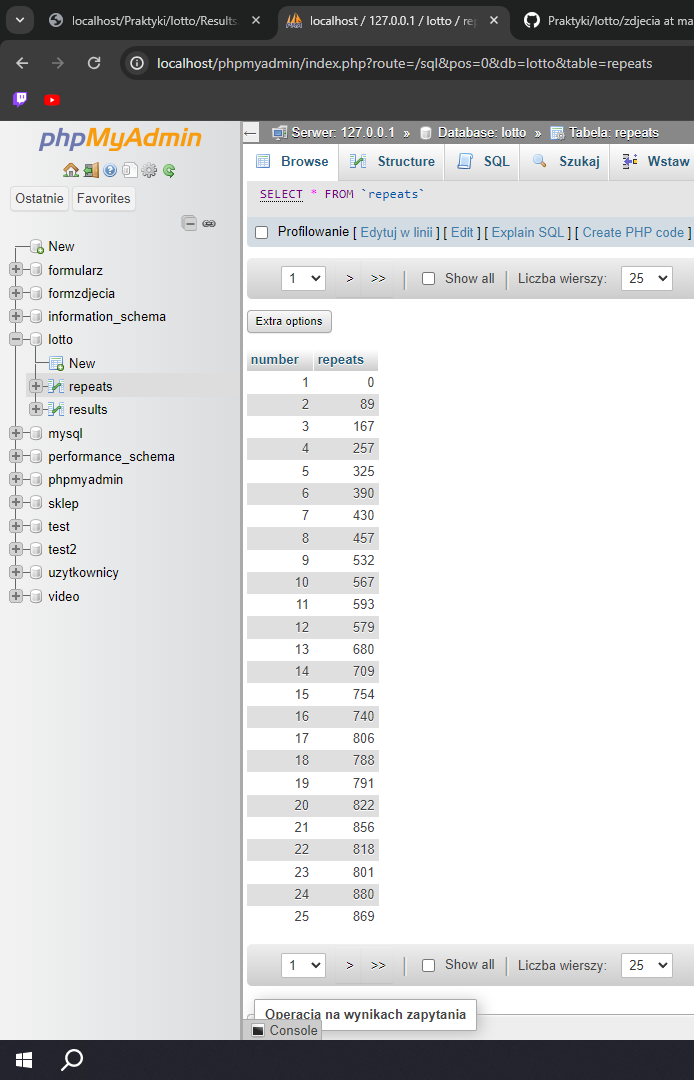 localhost/Praktyki/lotto/Results
localhost / 127.0.0.1 / lotto / rep
Praktyki/lotto/zdjecia at ma
localhost/phpmyadmin/index.php?route=/sql&pos=0&db=lotto&table=repeats
phpMyAdmin
Ostatnie Favorites
New
formularz
formzdjecia
information_schema
lotto
New
repeats
results
mysql
performance_schema
phpmyadmin
sklep
test
test2
uzytkownicy
video
Serwer: 127.0.0.1 » Database: lotto » Tabela: repeats
Browse Structure SQL Szukaj Wstaw
SELECT * FROM `repeats`
Profilowanie [ Edytuj w linii ] [ Edit ] [ Explain SQL ] [ Create PHP code ]
1 > >> | Show all | Liczba wierszy: 25
Extra options
number repeats
1 0
2 89
3 167
4 257
5 325
6 390
7 430
8 457
9 532
10 567
11 593
12 579
13 680
14 709
15 754
16 740
17 806
18 788
19 791
20 822
21 856
22 818
23 801
24 880
25 869
1 > >> | Show all | Liczba wierszy: 25
Operacja na wynikach zapytania
Console